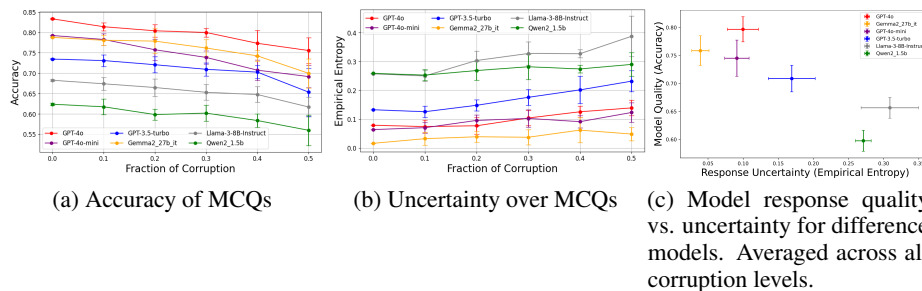 0.85
0.80
0.75
0.70
0.65
0.60
0.55
Accuracy
GPT-4o
GPT-4o-mini
GPT-3.5-turbo
Gemma2_27b_it
Llama-3-8B-Instruct
Qwen2_1.5b
0.0 0.1 0.2 0.3 0.4 0.5
Fraction of Corruption
(a) Accuracy of MCQs
0.4
0.3
0.2
0.1
0.0
Empirical Entropy
GPT-4o
GPT-4o-mini
GPT-3.5-turbo
Gemma2_27b_it
Llama-3-8B-Instruct
Qwen2_1.5b
0.0 0.1 0.2 0.3 0.4 0.5
Fraction of Corruption
(b) Uncertainty over MCQs
0.80
0.75
0.70
0.65
0.60
Model Quality (Accuracy)
GPT-4o
Gemma2_27b_it
GPT-4o-mini
GPT-3.5-turbo
Llama-3-8B-Instruct
Qwen2_1.5b
0.05 0.10 0.15 0.20 0.25 0.30
Response Uncertainty (Empirical Entropy)
(c) Model response quality
vs. uncertainty for difference
models. Averaged across al
corruption levels.